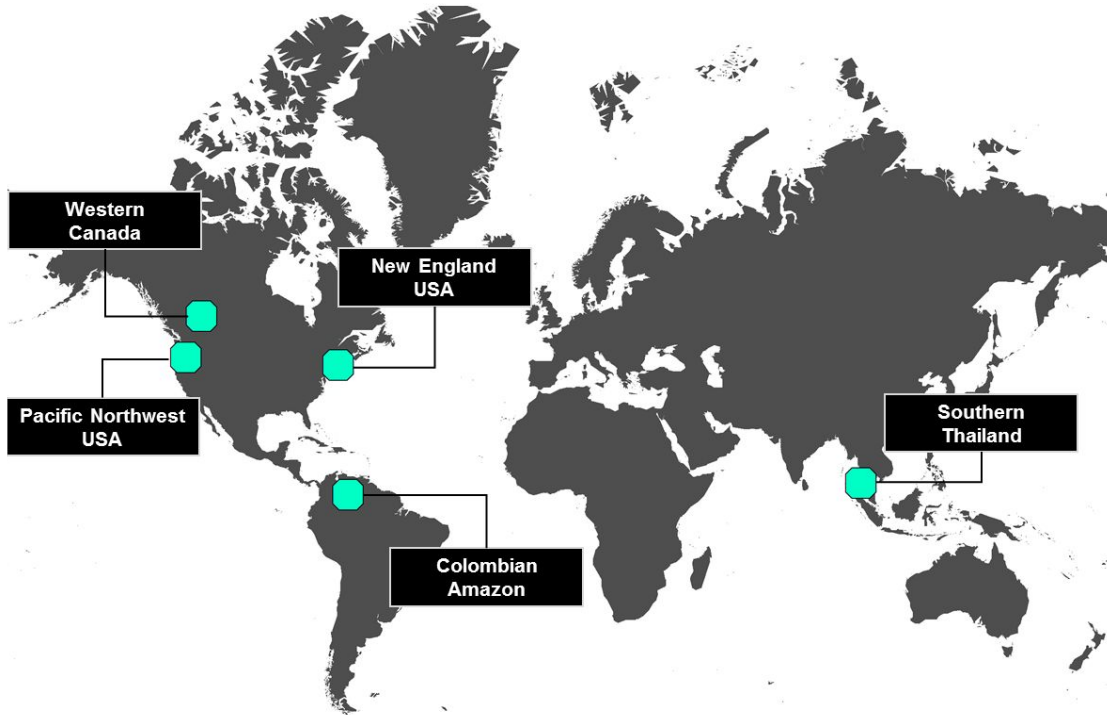 Western
Canada
New England
USA
Pacific Northwest
USA
Southern
Thailand
Colombian
Amazon